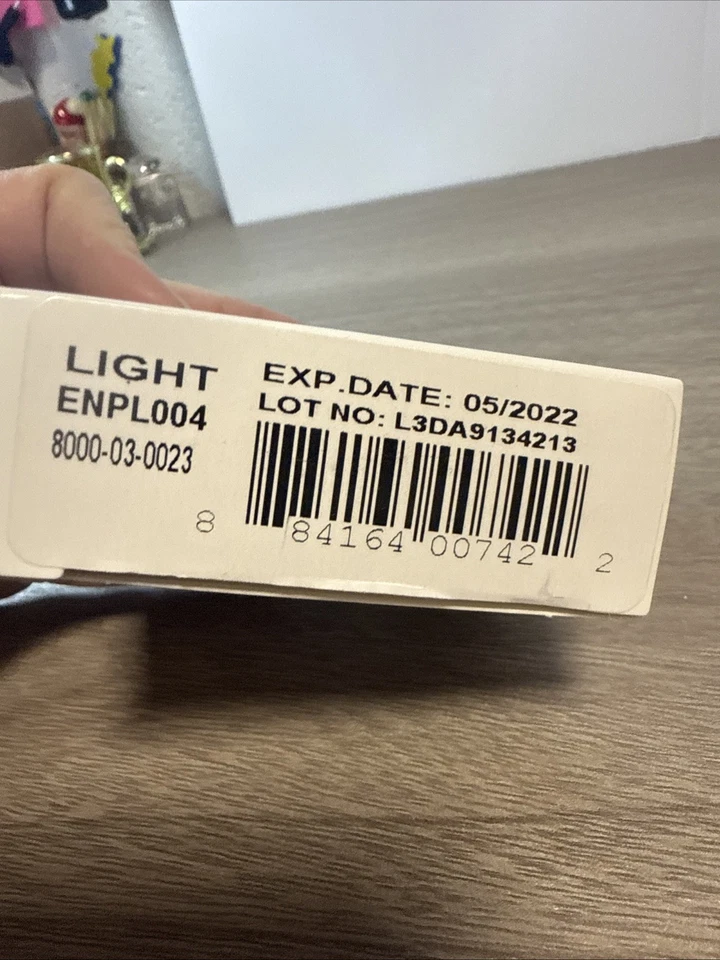 LIGHT
ENPL004
8000-03-0023
EXP.DATE: 05/2022
LOT NO: L3DA9134213
8 84164 00742 2